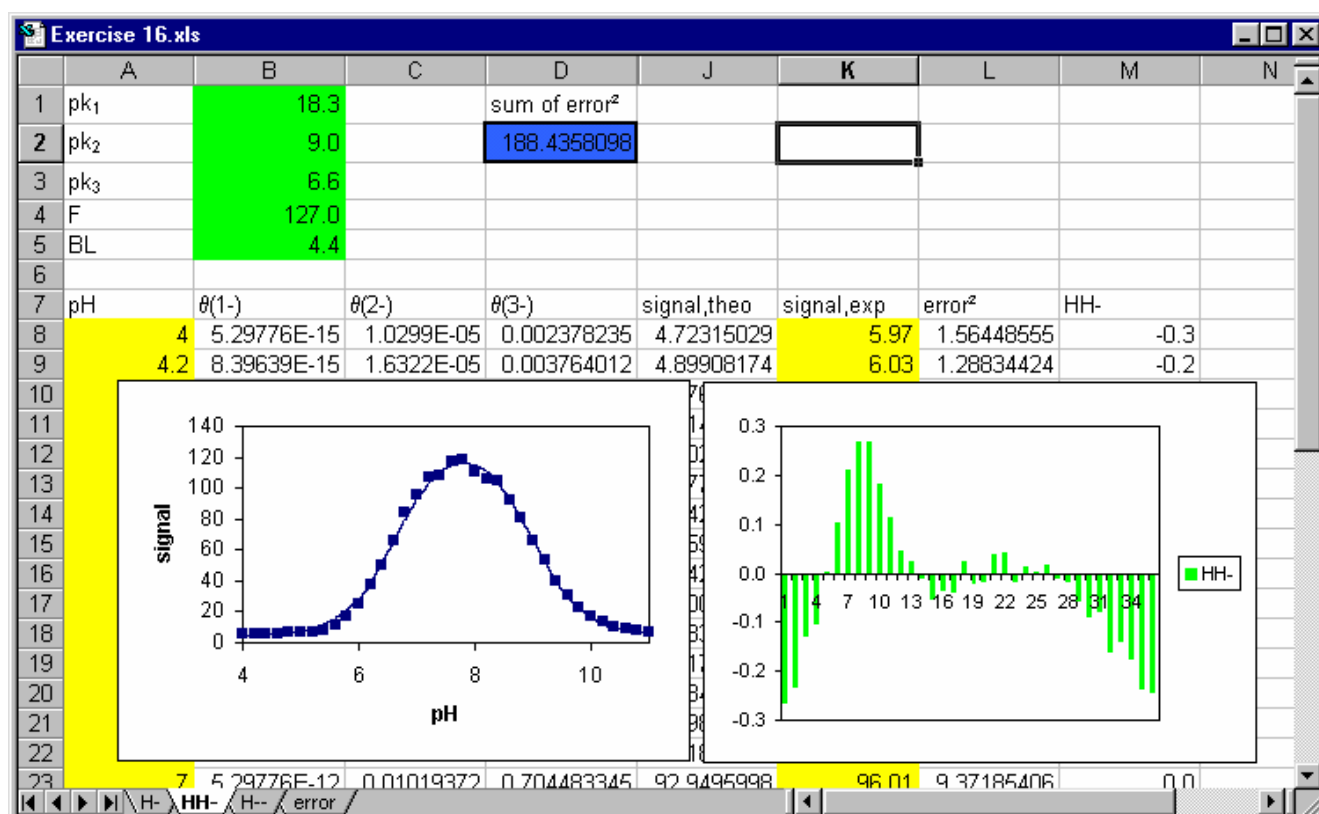 Exercise 16.xls
A B C D J K L M N
1 pk₁ 18.3 sum of error²
2 pk₂ 9.0 188.4358098
3 pk₃ 6.6
4 F 127.0
5 BL 4.4
6
7 pH θ(1-) θ(2-) θ(3-) signal,theo signal,exp error² HH-
8 4 5.29776E-15 1.0299E-05 0.002378235 4.72315029 5.97 1.56448555 -0.3
9 4.2 8.39639E-15 1.6322E-05 0.003764012 4.89908174 6.03 1.28834424 -0.2
10
11
12
13
14
15
16
17
18
19
20
21
22
140
120
100
80
60
40
20
0
signal
4 6 8 10
pH
0.3
0.2
0.1
0.0
-0.1
-0.2
-0.3
1 4 7 10 13 16 19 22 25 28 31 34
HH-
23 7 5.29776E-12 0.01019372 0.704483345 92.9495998 96.01 9.37185406 0.0
H- HH- H-- error